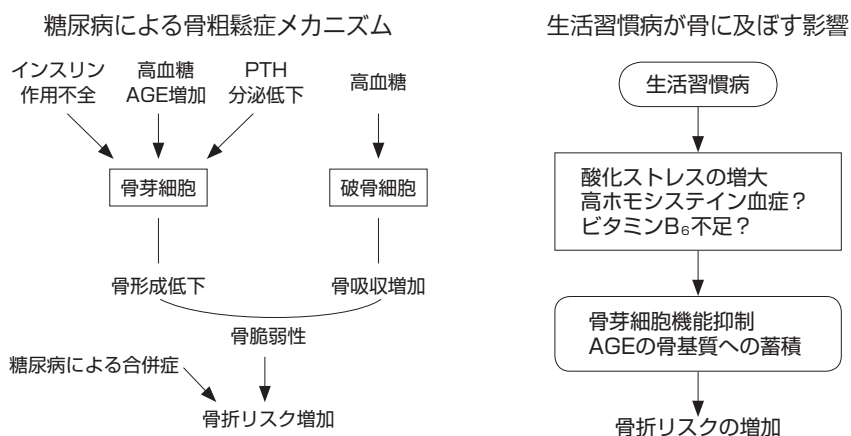 糖尿病による骨粗鬆症メカニズム
インスリン
作用不全
高血糖
AGE増加
PTH
分泌低下
高血糖
骨芽細胞
破骨細胞
骨形成低下
骨吸収増加
骨脆弱性
糖尿病による合併症
骨折リスク増加
生活習慣病が骨に及ぼす影響
生活習慣病
酸化ストレスの増大
高ホモシステイン血症？
ビタミンB₆不足？
骨芽細胞機能抑制
AGEの骨基質への蓄積
骨折リスクの増加